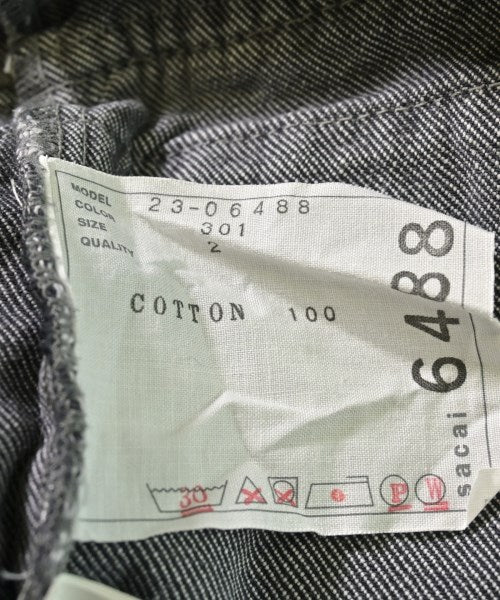 MODEL 23-06488
COLOR 301
SIZE 2
QUALITY
COTTON 100
sacai 6488
30
P W